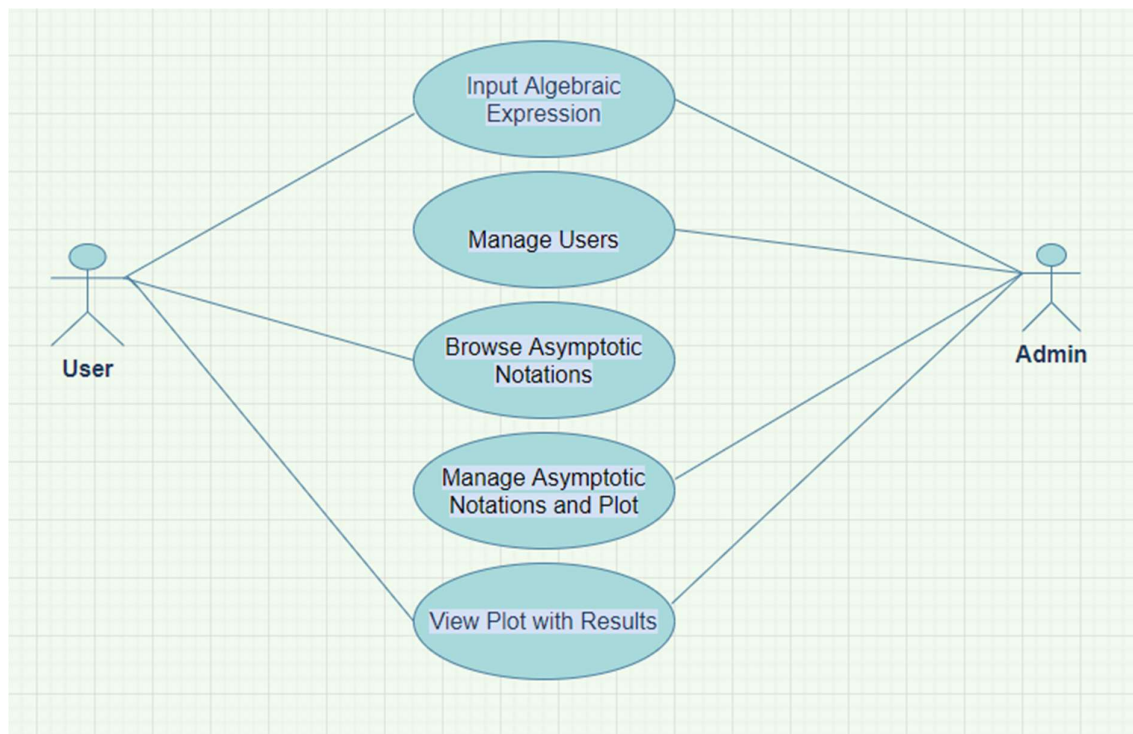 Input Algebraic
Expression
Manage Users
User
Admin
Browse Asymptotic
Notations
Manage Asymptotic
Notations and Plot
View Plot with Results